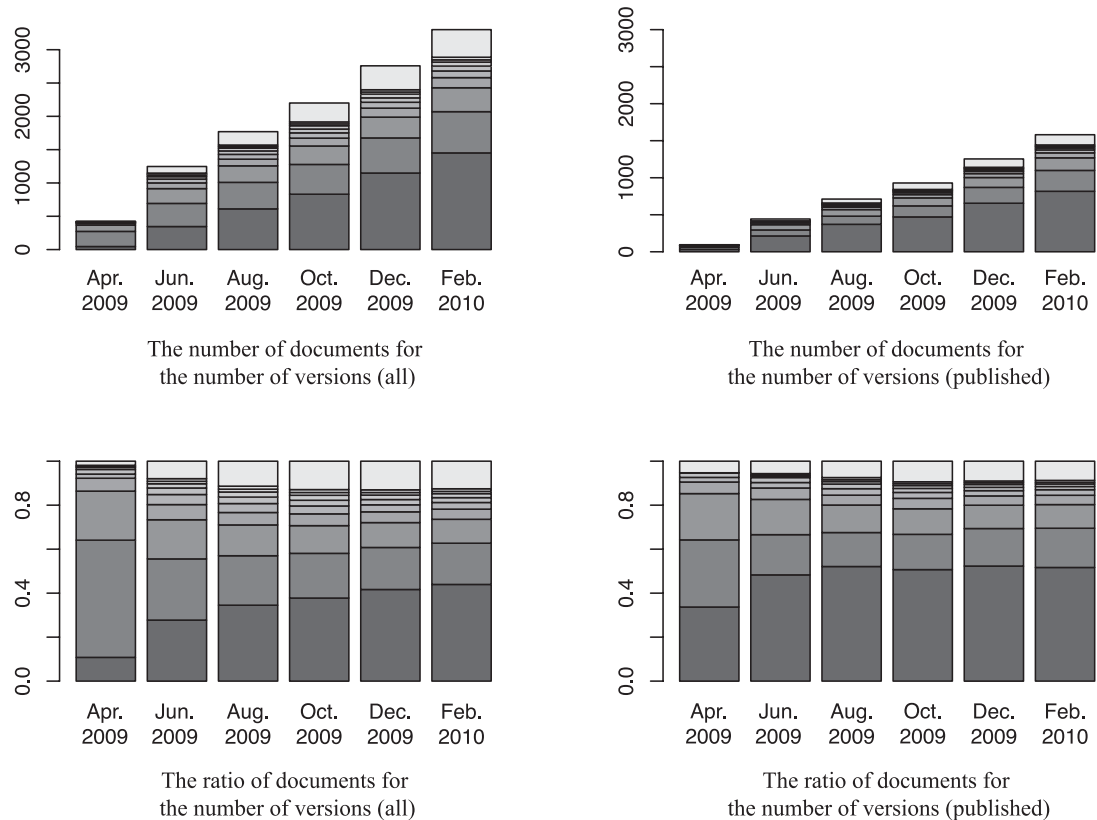 3000
2000
1000
0
Apr. Jun. Aug. Oct. Dec. Feb.
2009 2009 2009 2009 2009 2010
The number of documents for
the number of versions (all)
3000
2000
1000
0
Apr. Jun. Aug. Oct. Dec. Feb.
2009 2009 2009 2009 2009 2010
The number of documents for
the number of versions (published)
0.8
0.4
0.0
Apr. Jun. Aug. Oct. Dec. Feb.
2009 2009 2009 2009 2009 2010
The ratio of documents for
the number of versions (all)
0.8
0.4
0.0
Apr. Jun. Aug. Oct. Dec. Feb.
2009 2009 2009 2009 2009 2010
The ratio of documents for
the number of versions (published)